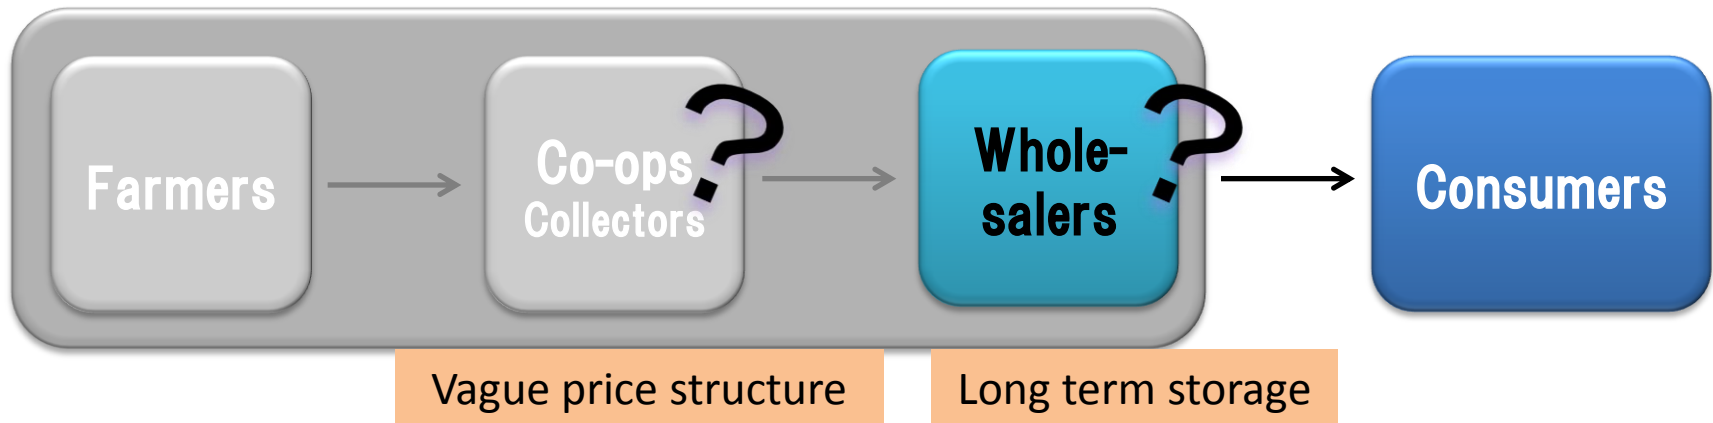 Farmers
Co-ops
Collectors
?
Whole-
salers
?
Consumers
Vague price structure
Long term storage